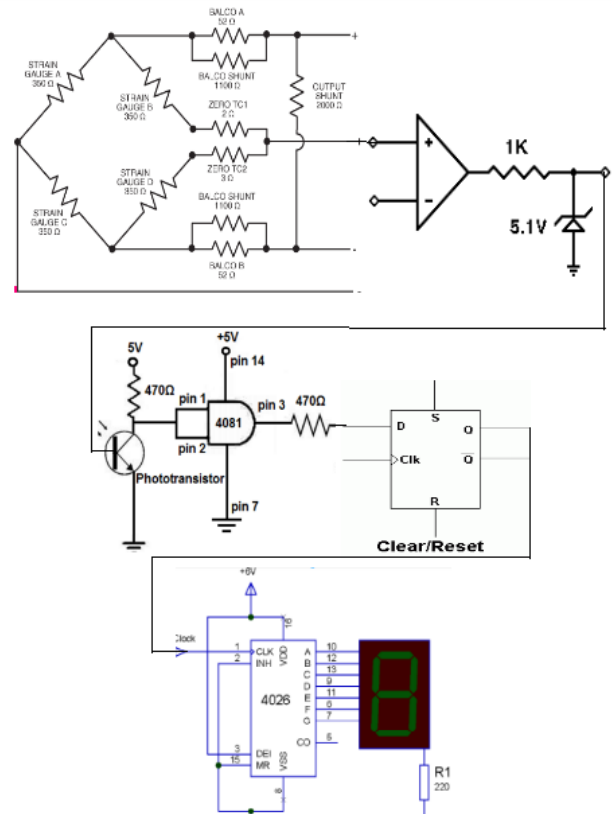 BALCO A
52 Ω
BALCO SHUNT
1100 Ω
STRAIN
GAUGE A
350 Ω
STRAIN
GAUGE B
350 Ω
ZERO TC1
2 Ω
ZERO TC2
3 Ω
OUTPUT
SHUNT
2000 Ω
STRAIN
GAUGE D
350 Ω
STRAIN
GAUGE C
350 Ω
BALCO SHUNT
1100 Ω
BALCO B
52 Ω
+
+
-
-
+
-
1K
5.1V
5V
470Ω
+5V
pin 14
pin 1
4081
pin 2
pin 3
470Ω
Phototransistor
pin 7
S
D
Q
Clk
Q
R
Clear/Reset
Clock
1
CLK
2
INH
16
VDD
4026
3
DEI
15
MR
VSS
8
A
10
B
12
C
13
D
9
E
11
F
6
G
7
CO
5
R1
220